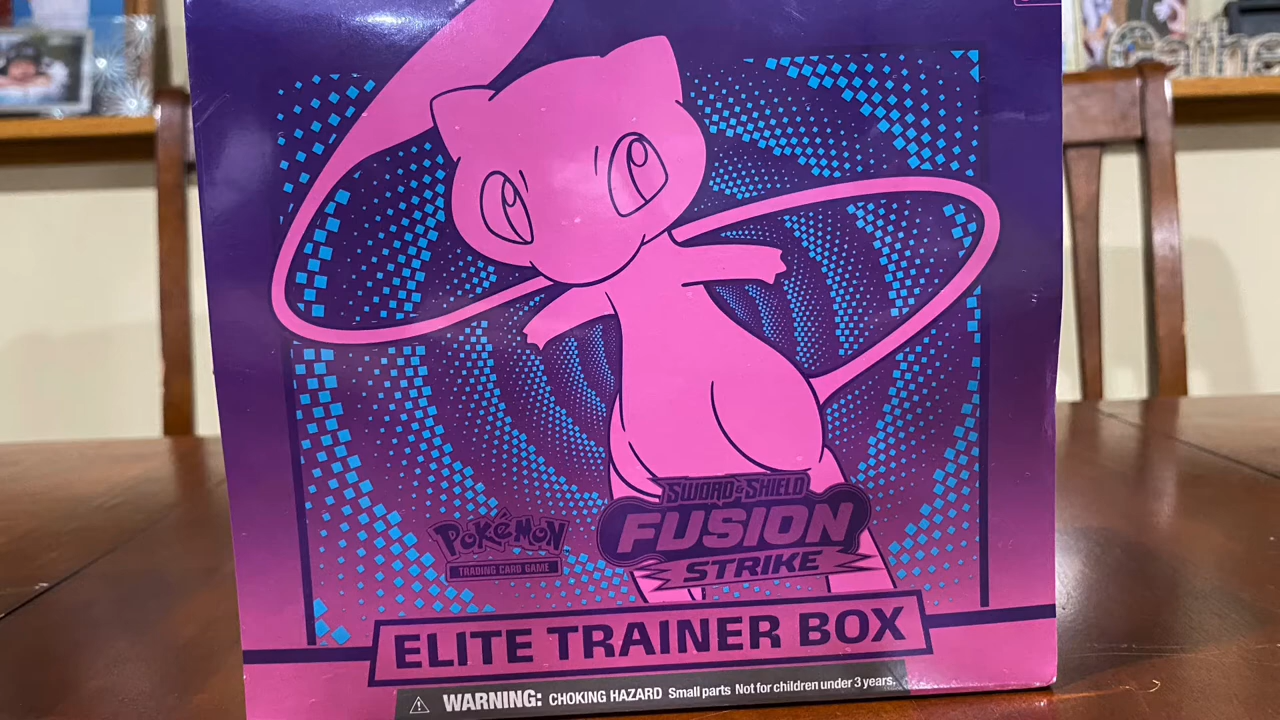 SWORD & SHIELD
FUSION
STRIKE
POKéMON
TRADING CARD GAME
ELITE TRAINER BOX
WARNING: CHOKING HAZARD Small parts Not for children under 3 years.